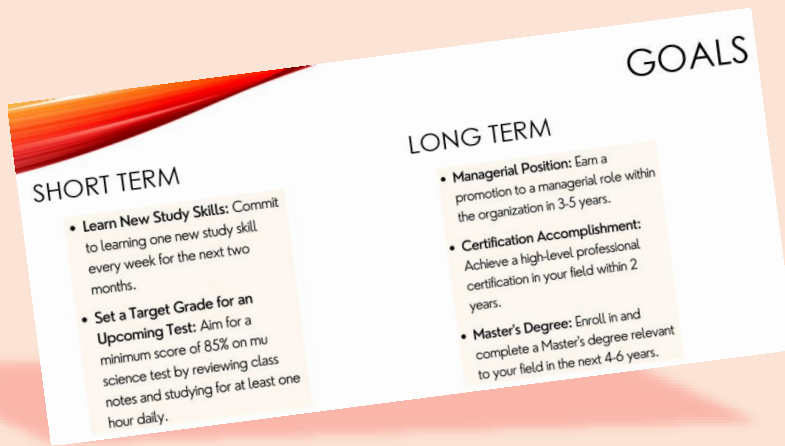 GOALS
SHORT TERM
• Learn New Study Skills: Commit
to learning one new study skill
every week for the next two
months.
• Set a Target Grade for an
Upcoming Test: Aim for a
minimum score of 85% on mu
science test by reviewing class
notes and studying for at least one
hour daily.
LONG TERM
• Managerial Position: Earn a
promotion to a managerial role within
the organization in 3-5 years.
• Certification Accomplishment:
Achieve a high-level professional
certification in your field within 2
years.
• Master's Degree: Enroll in and
complete a Master's degree relevant
to your field in the next 4-6 years.